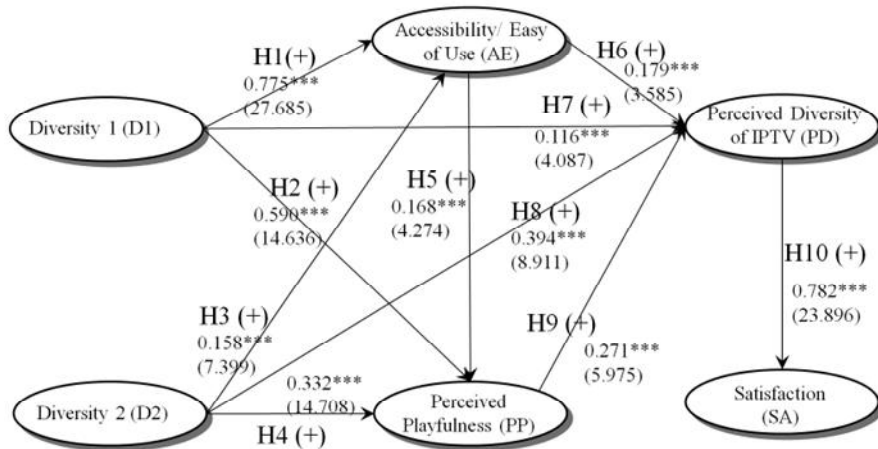 Accessibility/ Easy
of Use (AE)
H1(+)
0.775***
(27.685)
H6 (+)
0.179***
(3.585)
Diversity 1 (D1)
H7 (+)
0.116***
(4.087)
Perceived Diversity
of IPTV (PD)
H2 (+)
0.590***
(14.636)
H5 (+)
0.168***
(4.274)
H8 (+)
0.394***
(8.911)
H10 (+)
0.782***
(23.896)
H3 (+)
0.158***
(7.399)
H9 (+)
0.271***
(5.975)
0.332***
(14.708)
H4 (+)
Diversity 2 (D2)
Perceived
Playfulness (PP)
Satisfaction
(SA)